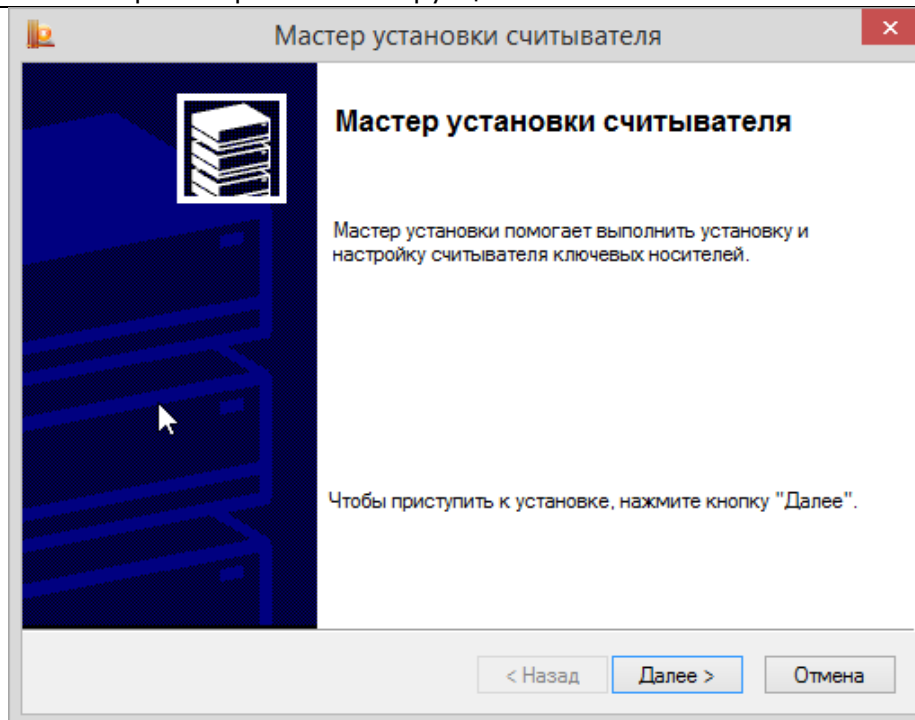 Мастер установки считывателя
Мастер установки считывателя
Мастер установки помогает выполнить установку и
настройку считывателя ключевых носителей.
Чтобы приступить к установке, нажмите кнопку "Далее".
< Назад
Далее >
Отмена